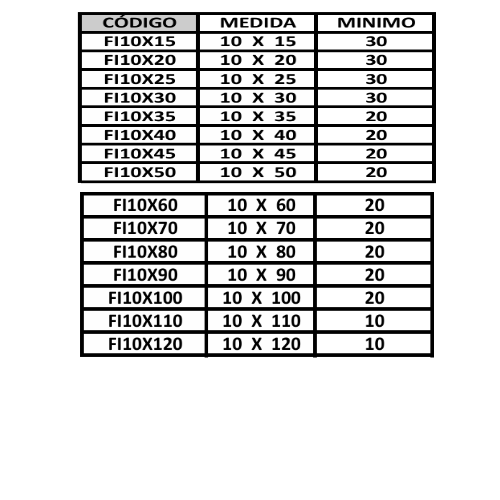 CÓDIGO MEDIDA MINIMO
FI10X15 10 X 15 30
FI10X20 10 X 20 30
FI10X25 10 X 25 30
FI10X30 10 X 30 30
FI10X35 10 X 35 20
FI10X40 10 X 40 20
FI10X45 10 X 45 20
FI10X50 10 X 50 20
FI10X60 10 X 60 20
FI10X70 10 X 70 20
FI10X80 10 X 80 20
FI10X90 10 X 90 20
FI10X100 10 X 100 20
FI10X110 10 X 110 10
FI10X120 10 X 120 10